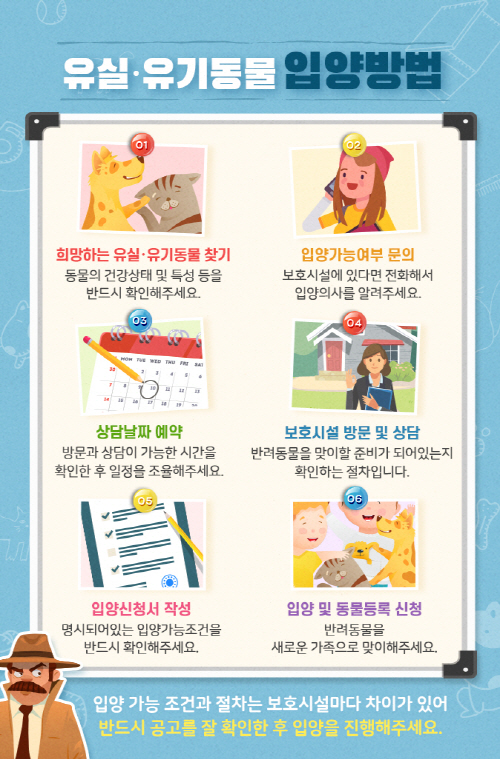 유실·유기동물 입양방법
01
희망하는 유실·유기동물 찾기
동물의 건강상태 및 특성 등을
반드시 확인해주세요.
02
입양가능여부 문의
보호시설에 있다면 전화해서
입양의사를 알려주세요.
03
MON TUE WED THU FRI SAT
상담날짜 예약
방문과 상담이 가능한 시간을
확인한 후 일정을 조율해주세요.
04
보호시설 방문 및 상담
반려동물을 맞이할 준비가 되어있는지
확인하는 절차입니다.
05
입양신청서 작성
명시되어있는 입양가능조건을
반드시 확인해주세요.
06
입양 및 동물등록 신청
반려동물을
새로운 가족으로 맞이해주세요.
입양 가능 조건과 절차는 보호시설마다 차이가 있어
반드시 공고를 잘 확인한 후 입양을 진행해주세요.